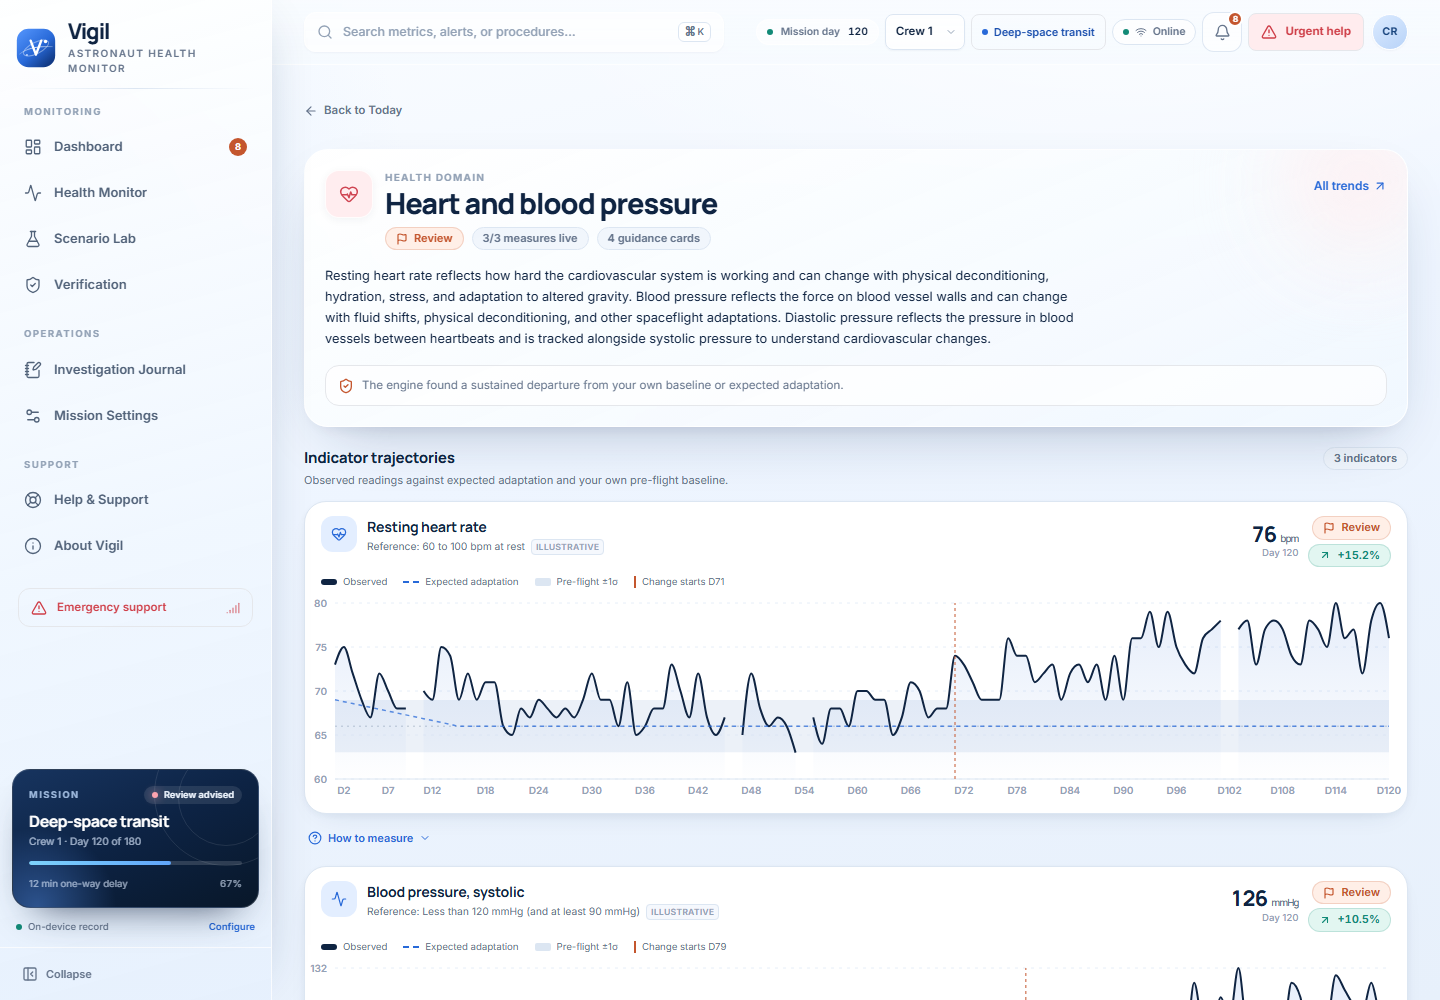 Vigil
ASTRONAUT HEALTH
MONITOR
Search metrics, alerts, or procedures...
⌘K
Mission day 120
Crew 1
Deep-space transit
Online
8
Urgent help
CR
MONITORING
Dashboard
8
Health Monitor
Scenario Lab
Verification
OPERATIONS
Investigation Journal
Mission Settings
SUPPORT
Help & Support
About Vigil
Emergency support
MISSION
Review advised
Deep-space transit
Crew 1 · Day 120 of 180
12 min one-way delay
67%
On-device record
Configure
Collapse
Back to Today
HEALTH DOMAIN
Heart and blood pressure
All trends
Review
3/3 measures live
4 guidance cards
Resting heart rate reflects how hard the cardiovascular system is working and can change with physical deconditioning,
hydration, stress, and adaptation to altered gravity. Blood pressure reflects the force on blood vessel walls and can change
with fluid shifts, physical deconditioning, and other spaceflight adaptations. Diastolic pressure reflects the pressure in blood
vessels between heartbeats and is tracked alongside systolic pressure to understand cardiovascular changes.
The engine found a sustained departure from your own baseline or expected adaptation.
Indicator trajectories
3 indicators
Observed readings against expected adaptation and your own pre-flight baseline.
Resting heart rate
Reference: 60 to 100 bpm at rest
ILLUSTRATIVE
76 bpm
Day 120
Review
+15.2%
Observed
Expected adaptation
Pre-flight ±1σ
Change starts D71
80
75
70
65
60
D2 D7 D12 D18 D24 D30 D36 D42 D48 D54 D60 D66 D72 D78 D84 D90 D96 D102 D108 D114 D120
How to measure
Blood pressure, systolic
Reference: Less than 120 mmHg (and at least 90 mmHg)
ILLUSTRATIVE
126 mmHg
Day 120
Review
+10.5%
Observed
Expected adaptation
Pre-flight ±1σ
Change starts D79
132